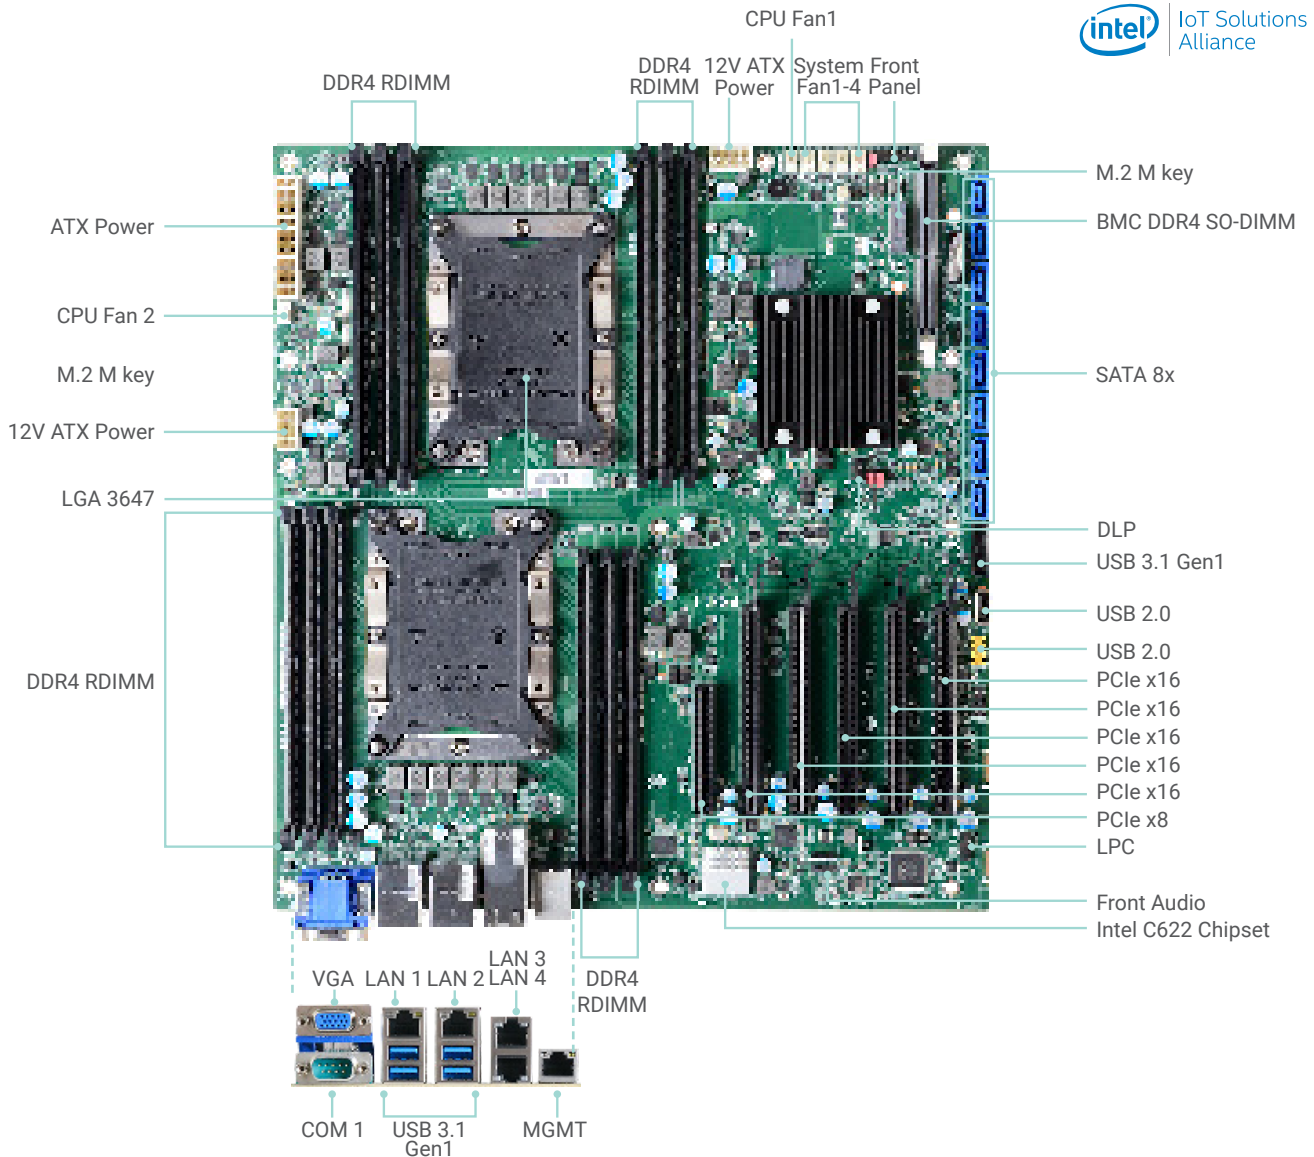 CPU Fan1
intel
IoT Solutions
Alliance
DDR4 RDIMM
DDR4
RDIMM
12V ATX
Power
System
Fan1-4
Front
Panel
M.2 M key
BMC DDR4 SO-DIMM
ATX Power
CPU Fan 2
M.2 M key
SATA 8x
12V ATX Power
LGA 3647
DLP
USB 3.1 Gen1
USB 2.0
USB 2.0
DDR4 RDIMM
PCIe x16
PCIe x16
PCIe x16
PCIe x16
PCIe x16
PCIe x8
LPC
Front Audio
Intel C622 Chipset
VGA
LAN 1
LAN 2
LAN 3
LAN 4
DDR4
RDIMM
COM 1
USB 3.1
Gen1
MGMT